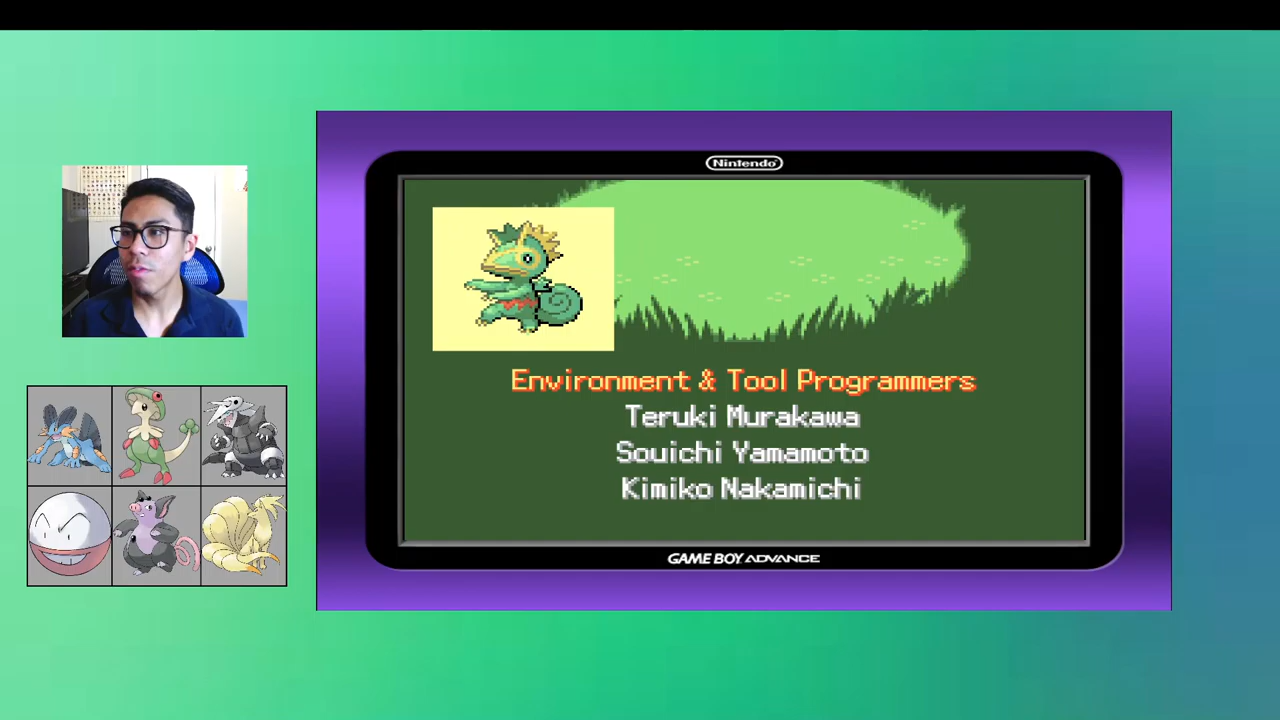 Nintendo
Environment & Tool Programmers
Teruki Murakawa
Souichi Yamamoto
Kimiko Nakamichi
GAME BOY ADVANCE